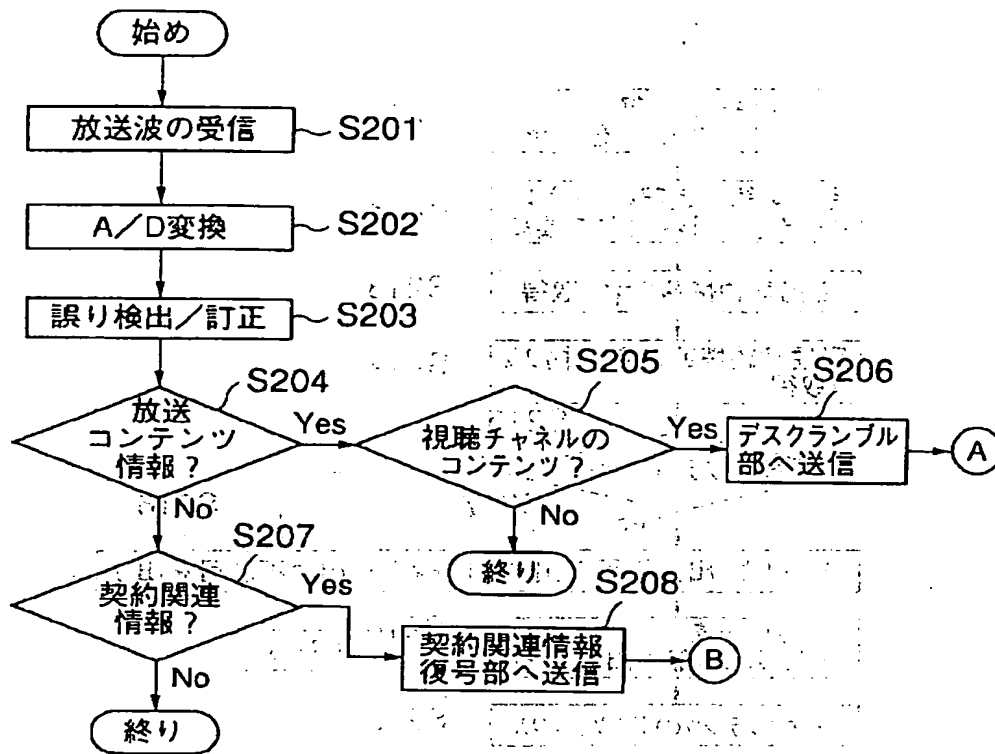 始め
放送波の受信
S201
A/D変換
S202
誤り検出/訂正
S203
S204
放送
コンテンツ
情報?
Yes
No
S205
視聴チャネルの
コンテンツ?
Yes
No
終り
S206
デスクランブル
部へ送信
A
S207
契約関連
情報?
Yes
No
終り
S208
契約関連情報
復号部へ送信
B